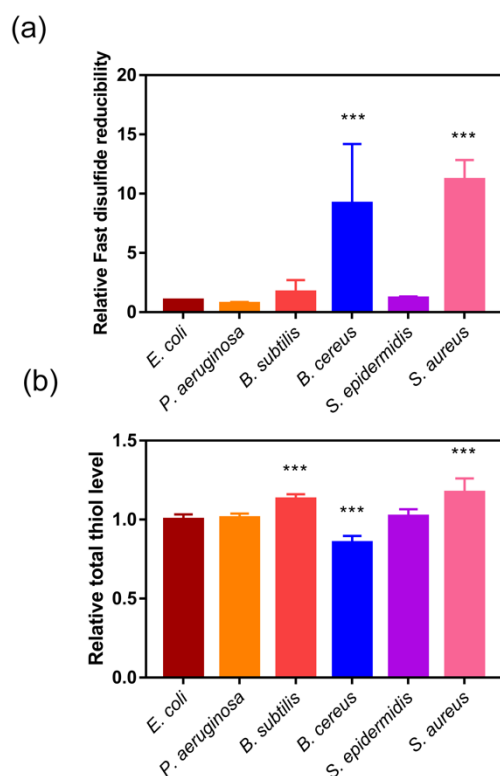 (a)
Relative Fast disulfide reducibility
20
15
10
5
0
***
***
E. coli
P. aeruginosa
B. subtilis
B. cereus
S. epidermidis
S. aureus
(b)
Relative total thiol level
1.5
1.0
0.5
0.0
***
***
***
E. coli
P. aeruginosa
B. subtilis
B. cereus
S. epidermidis
S. aureus